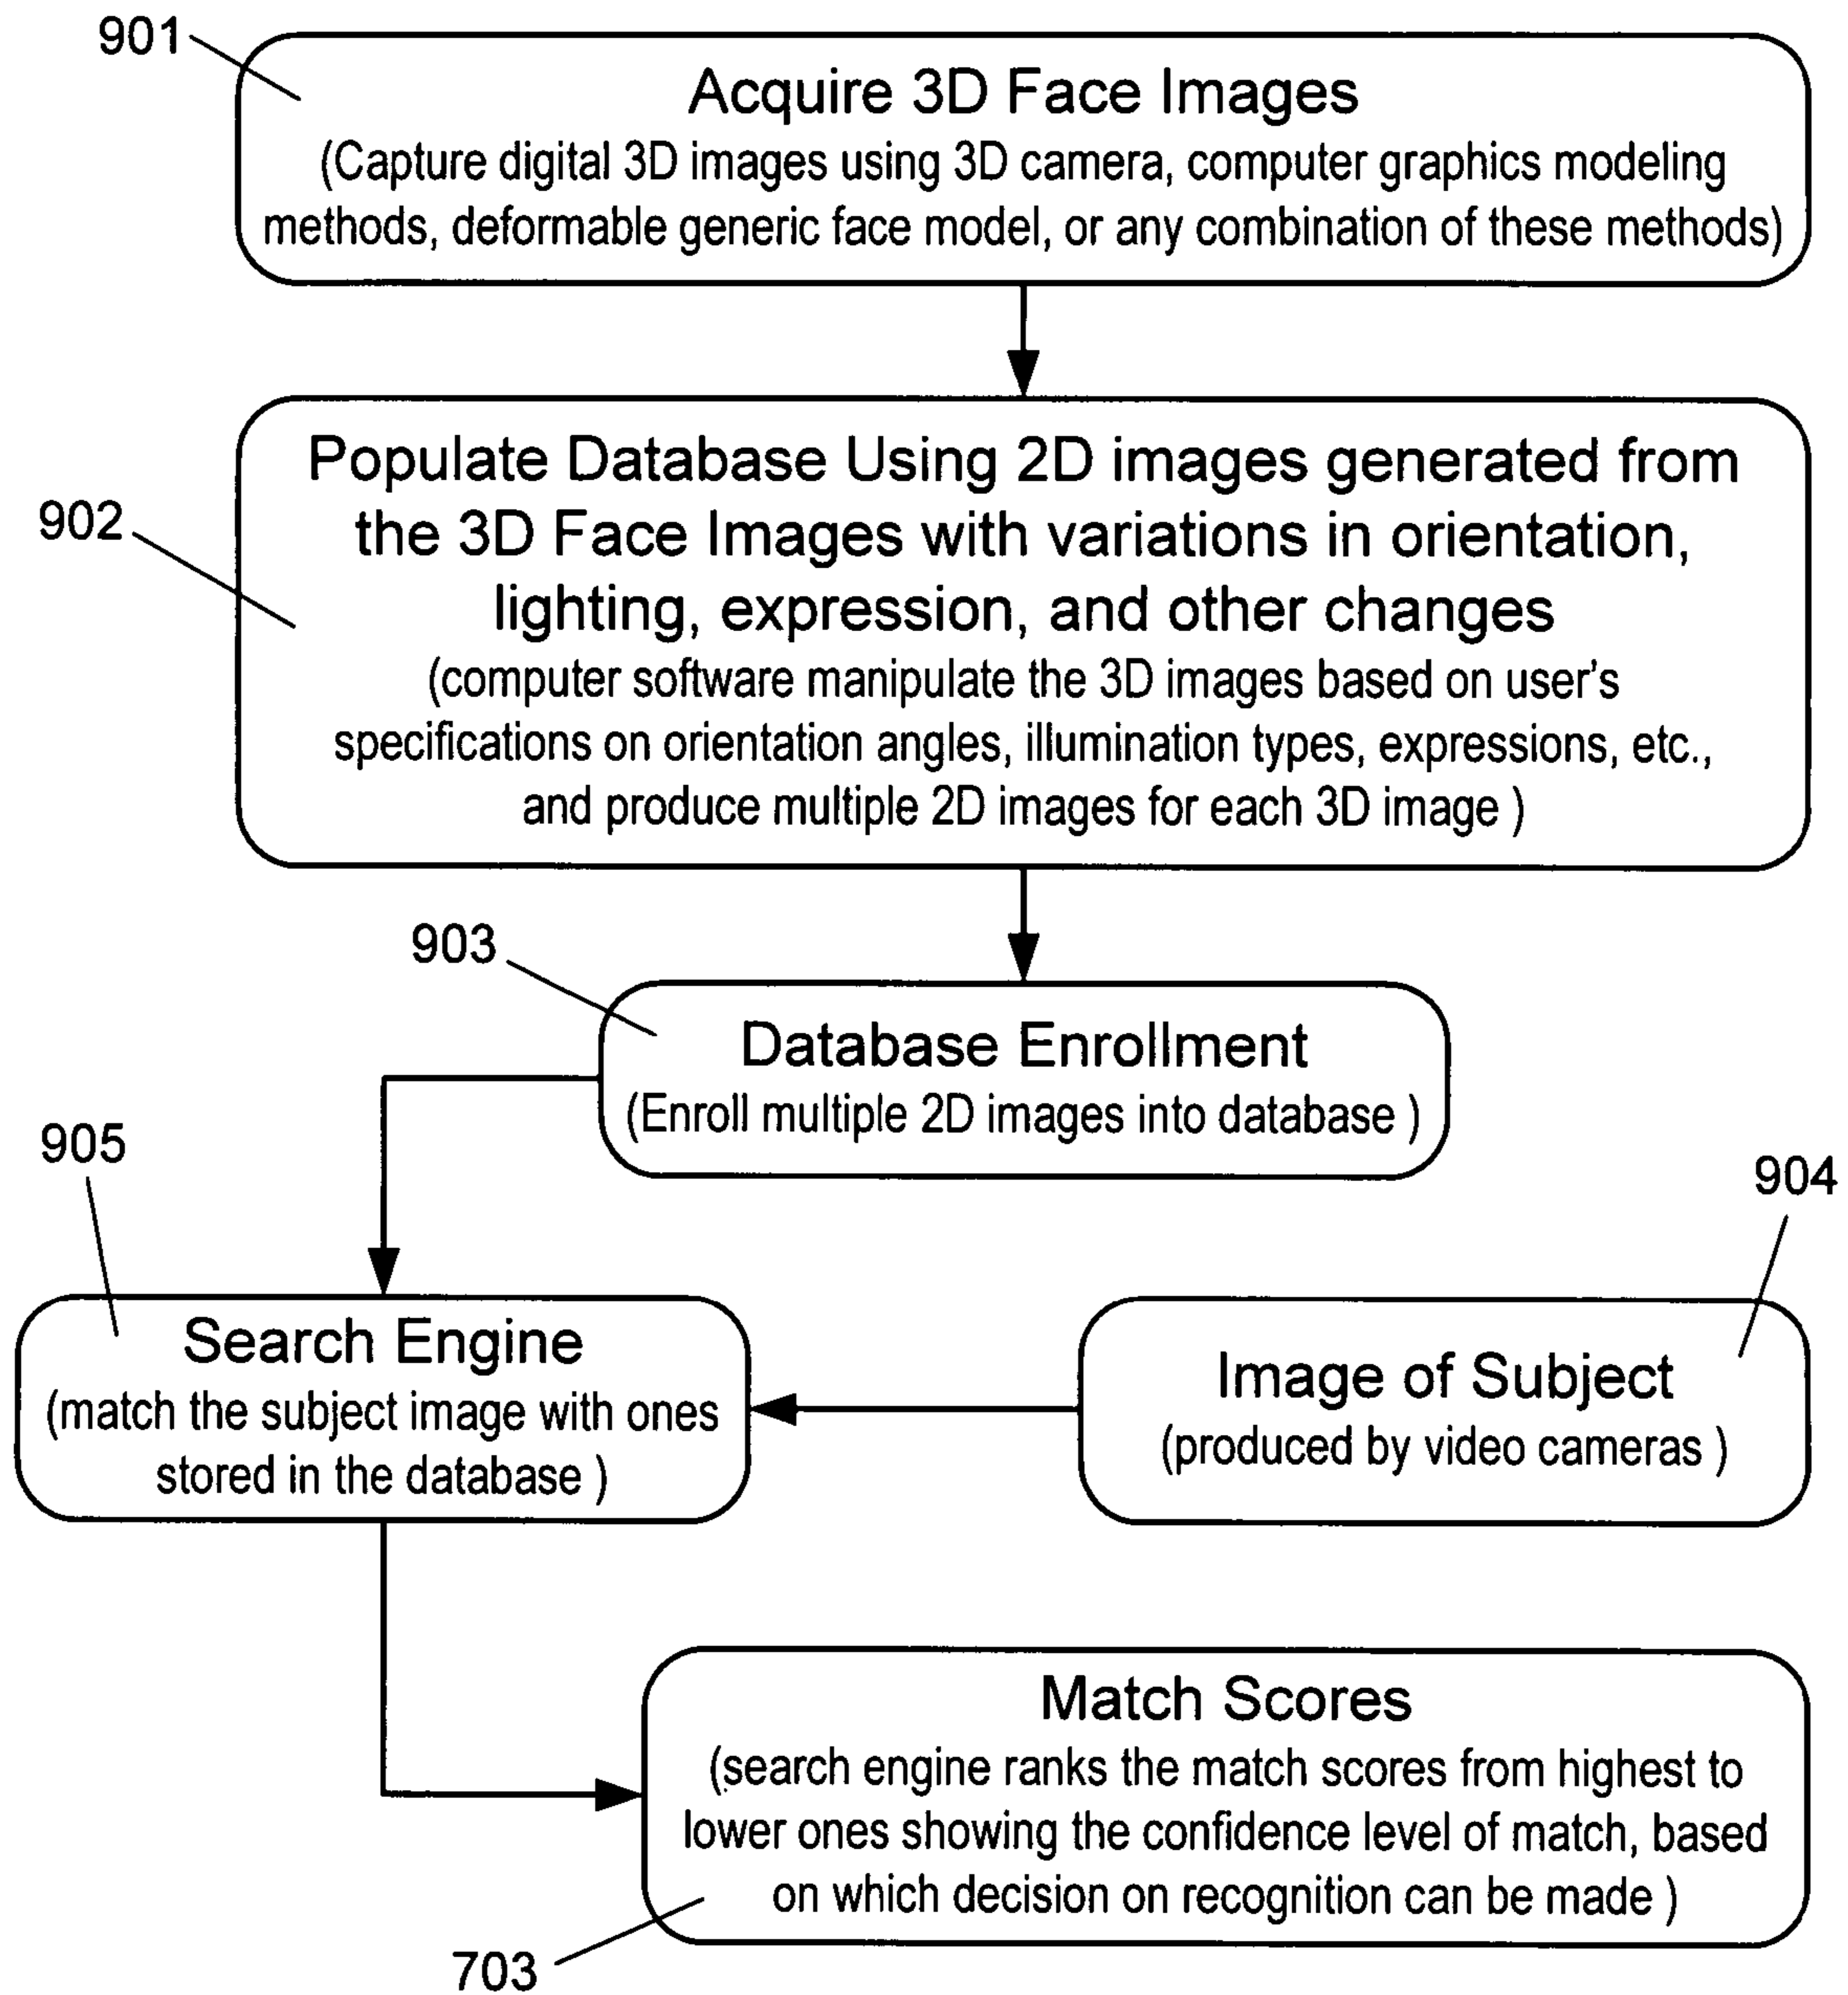 901
Acquire 3D Face Images
(Capture digital 3D images using 3D camera, computer graphics modeling
methods, deformable generic face model, or any combination of these methods)
902
Populate Database Using 2D images generated from
the 3D Face Images with variations in orientation,
lighting, expression, and other changes
(computer software manipulate the 3D images based on user's
specifications on orientation angles, illumination types, expressions, etc.,
and produce multiple 2D images for each 3D image )
903
Database Enrollment
(Enroll multiple 2D images into database )
905
Search Engine
(match the subject image with ones
stored in the database )
904
Image of Subject
(produced by video cameras )
Match Scores
(search engine ranks the match scores from highest to
lower ones showing the confidence level of match, based
on which decision on recognition can be made )
703